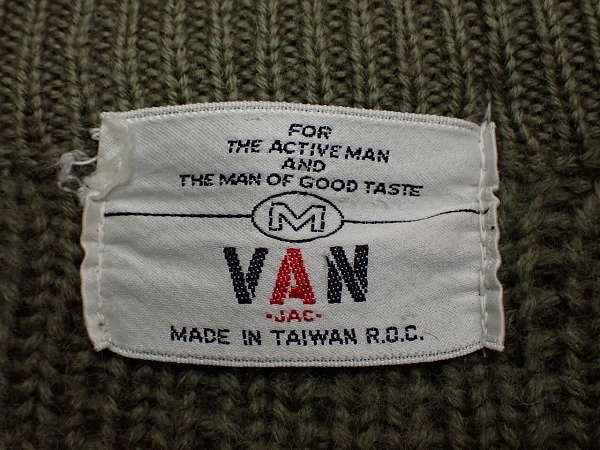 FOR
THE ACTIVE MAN
AND
THE MAN OF GOOD TASTE
M
VAN
-JAC-
MADE IN TAIWAN R.O.C.